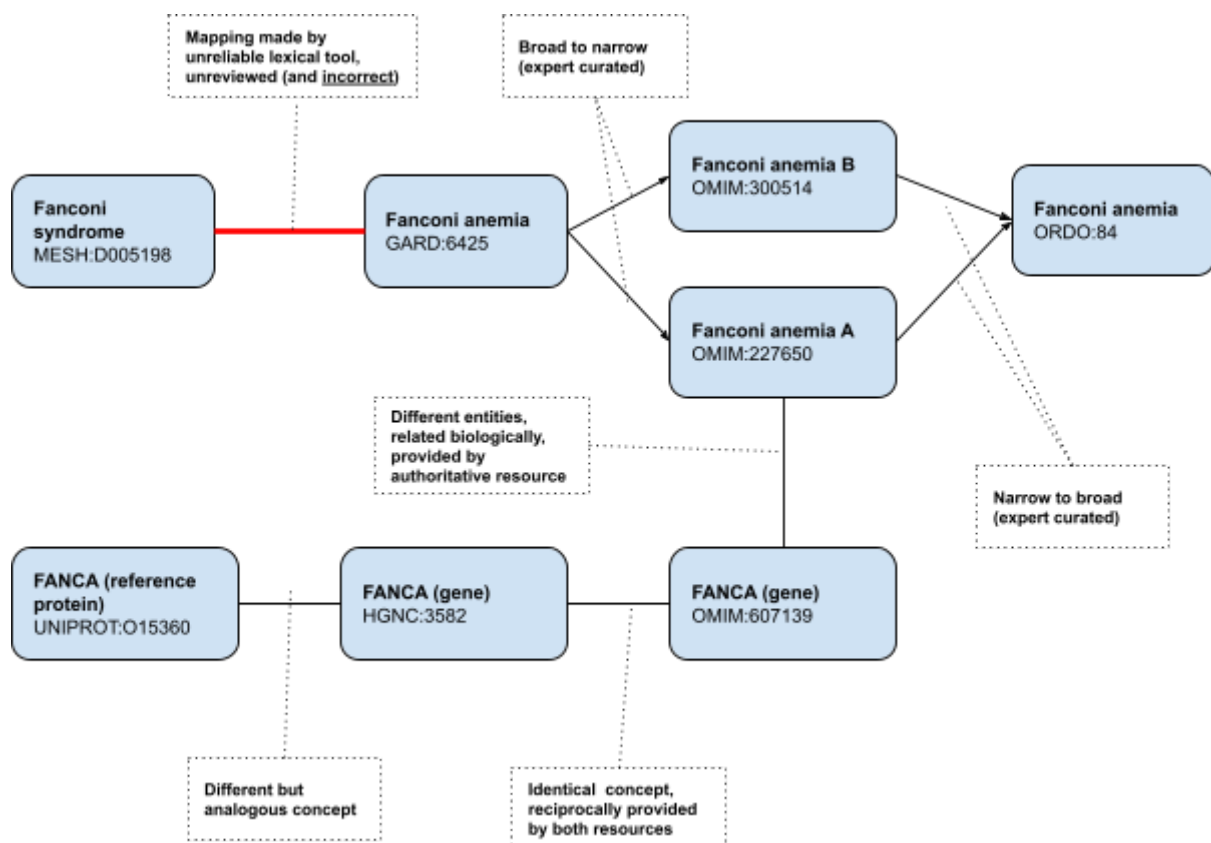 Mapping made by
unreliable lexical tool,
unreviewed (and incorrect)
Broad to narrow
(expert curated)
Fanconi
syndrome
MESH:D005198
Fanconi anemia
GARD:6425
Fanconi anemia B
OMIM:300514
Fanconi anemia
ORDO:84
Fanconi anemia A
OMIM:227650
Different entities,
related biologically,
provided by
authoritative resource
Narrow to broad
(expert curated)
FANCA (reference
protein)
UNIPROT:O15360
FANCA (gene)
HGNC:3582
FANCA (gene)
OMIM:607139
Different but
analogous concept
Identical concept,
reciprocally provided
by both resources